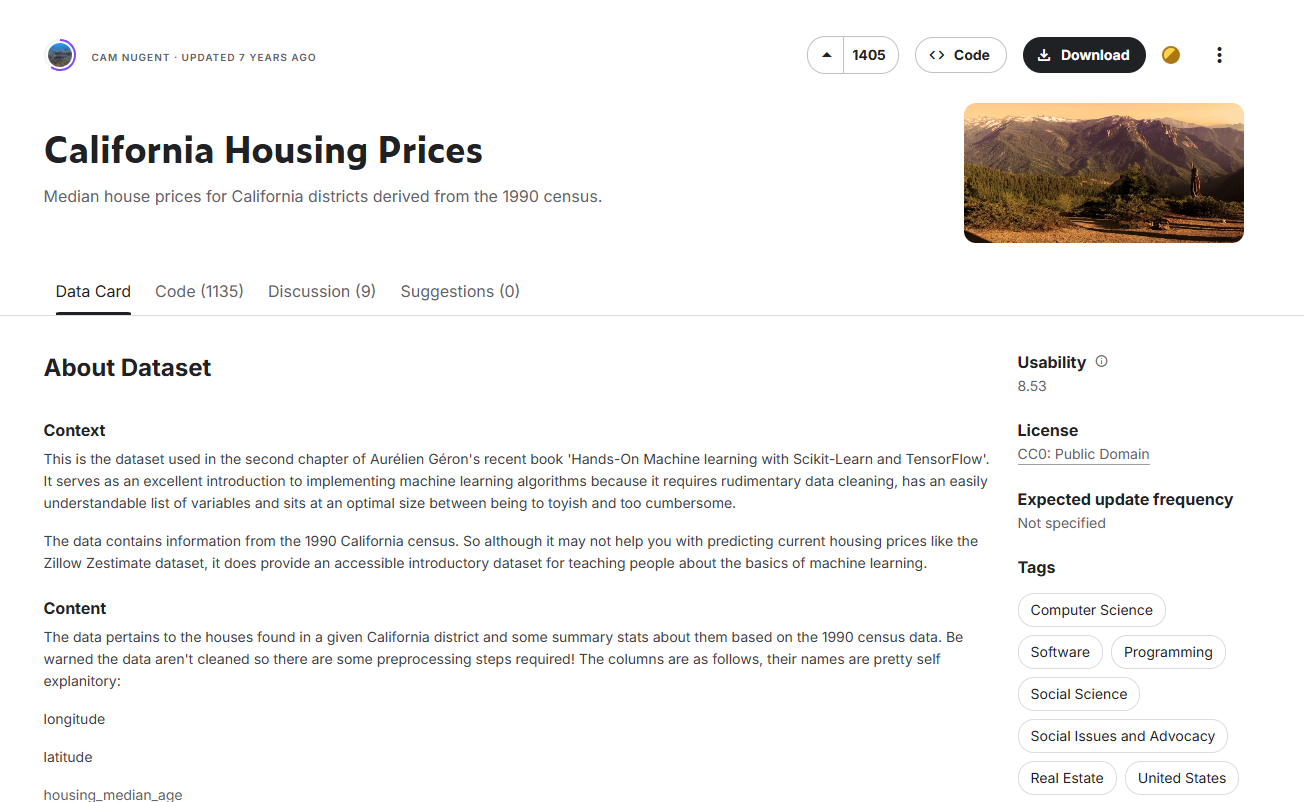 CAM NUGENT · UPDATED 7 YEARS AGO
1405
Code
Download
California Housing Prices
Median house prices for California districts derived from the 1990 census.
Data Card
Code (1135)
Discussion (9)
Suggestions (0)
About Dataset
Context
This is the dataset used in the second chapter of Aurélien Géron's recent book 'Hands-On Machine learning with Scikit-Learn and TensorFlow'.
It serves as an excellent introduction to implementing machine learning algorithms because it requires rudimentary data cleaning, has an easily
understandable list of variables and sits at an optimal size between being to toyish and too cumbersome.
The data contains information from the 1990 California census. So although it may not help you with predicting current housing prices like the
Zillow Zestimate dataset, it does provide an accessible introductory dataset for teaching people about the basics of machine learning.
Content
The data pertains to the houses found in a given California district and some summary stats about them based on the 1990 census data. Be
warned the data aren't cleaned so there are some preprocessing steps required! The columns are as follows, their names are pretty self
explanitory:
longitude
latitude
housing_median_age
Usability
8.53
License
CC0: Public Domain
Expected update frequency
Not specified
Tags
Computer Science
Software
Programming
Social Science
Social Issues and Advocacy
Real Estate
United States